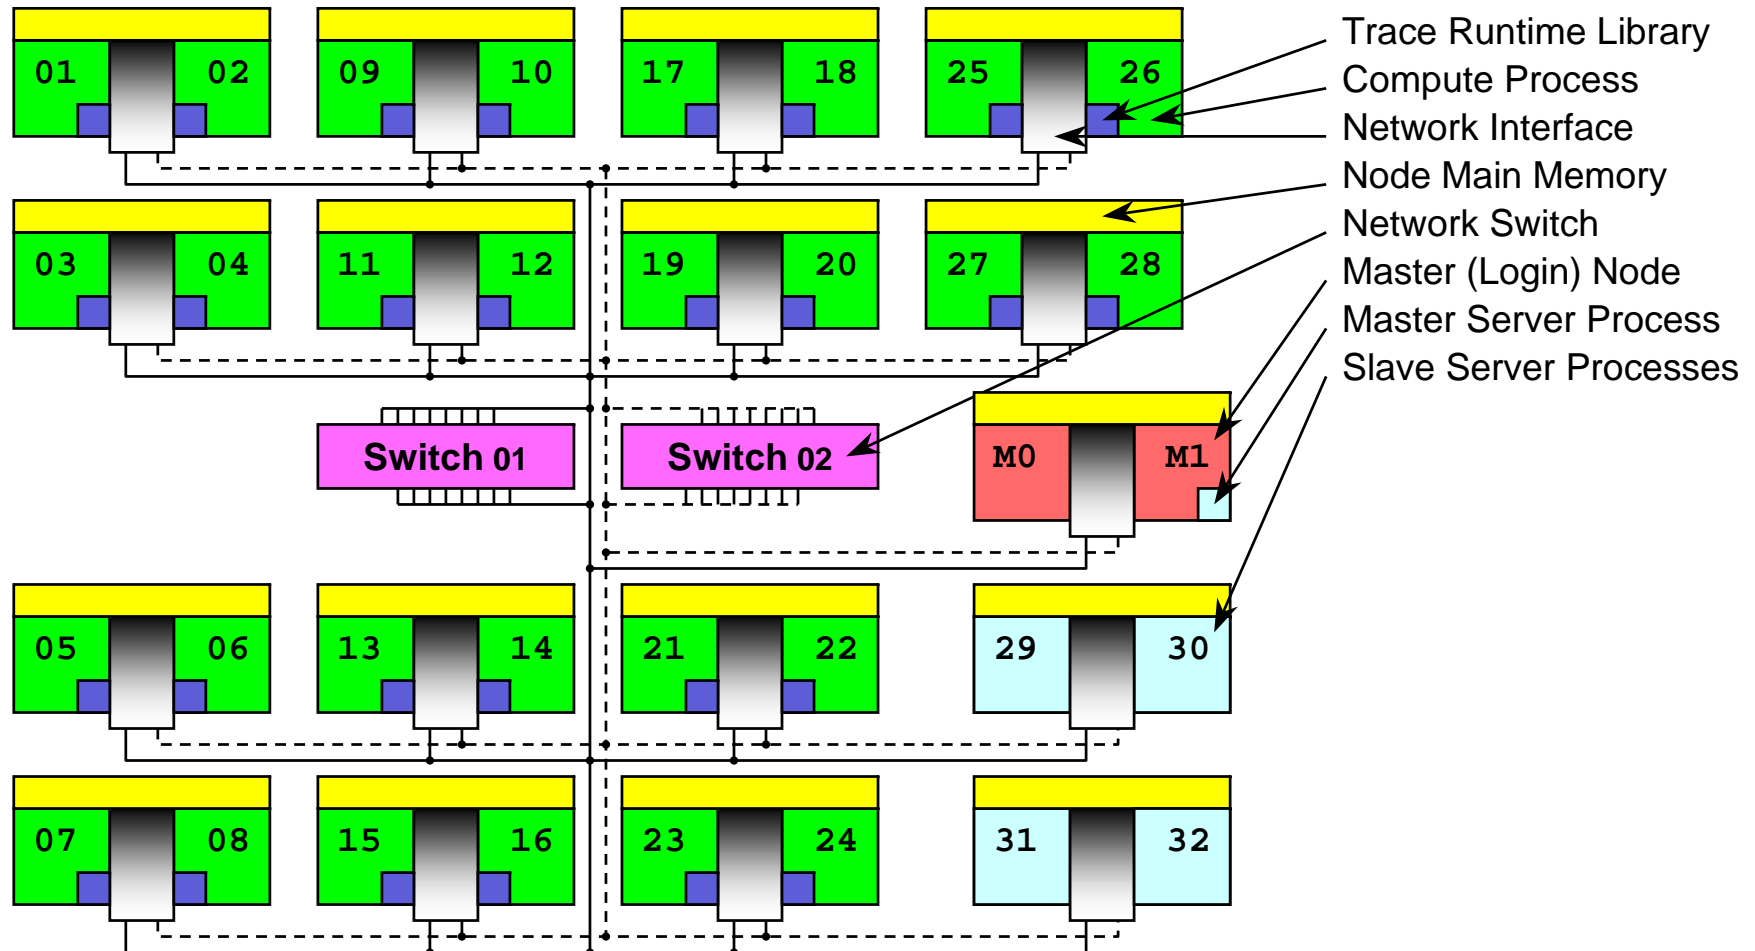 01 02 09 10 17 18 25 26
Trace Runtime Library
Compute Process
Network Interface
Node Main Memory
Network Switch
Master (Login) Node
Master Server Process
Slave Server Processes
03 04 11 12 19 20 27 28
Switch 01 Switch 02 M0 M1
05 06 13 14 21 22 29 30
07 08 15 16 23 24 31 32